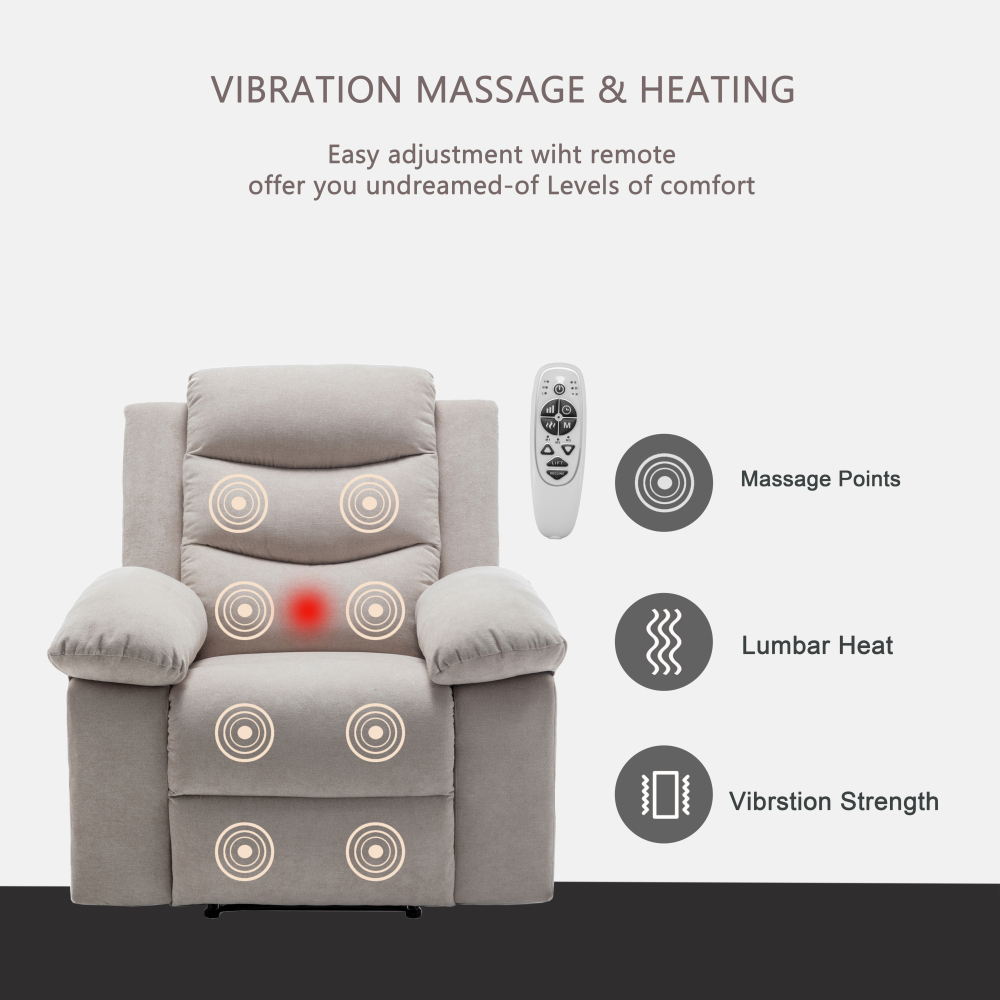 VIBRATION MASSAGE & HEATING
Easy adjustment wiht remote
offer you undreamed-of Levels of comfort
M
LIFT
Massage Points
Lumbar Heat
Vibrstion Strength